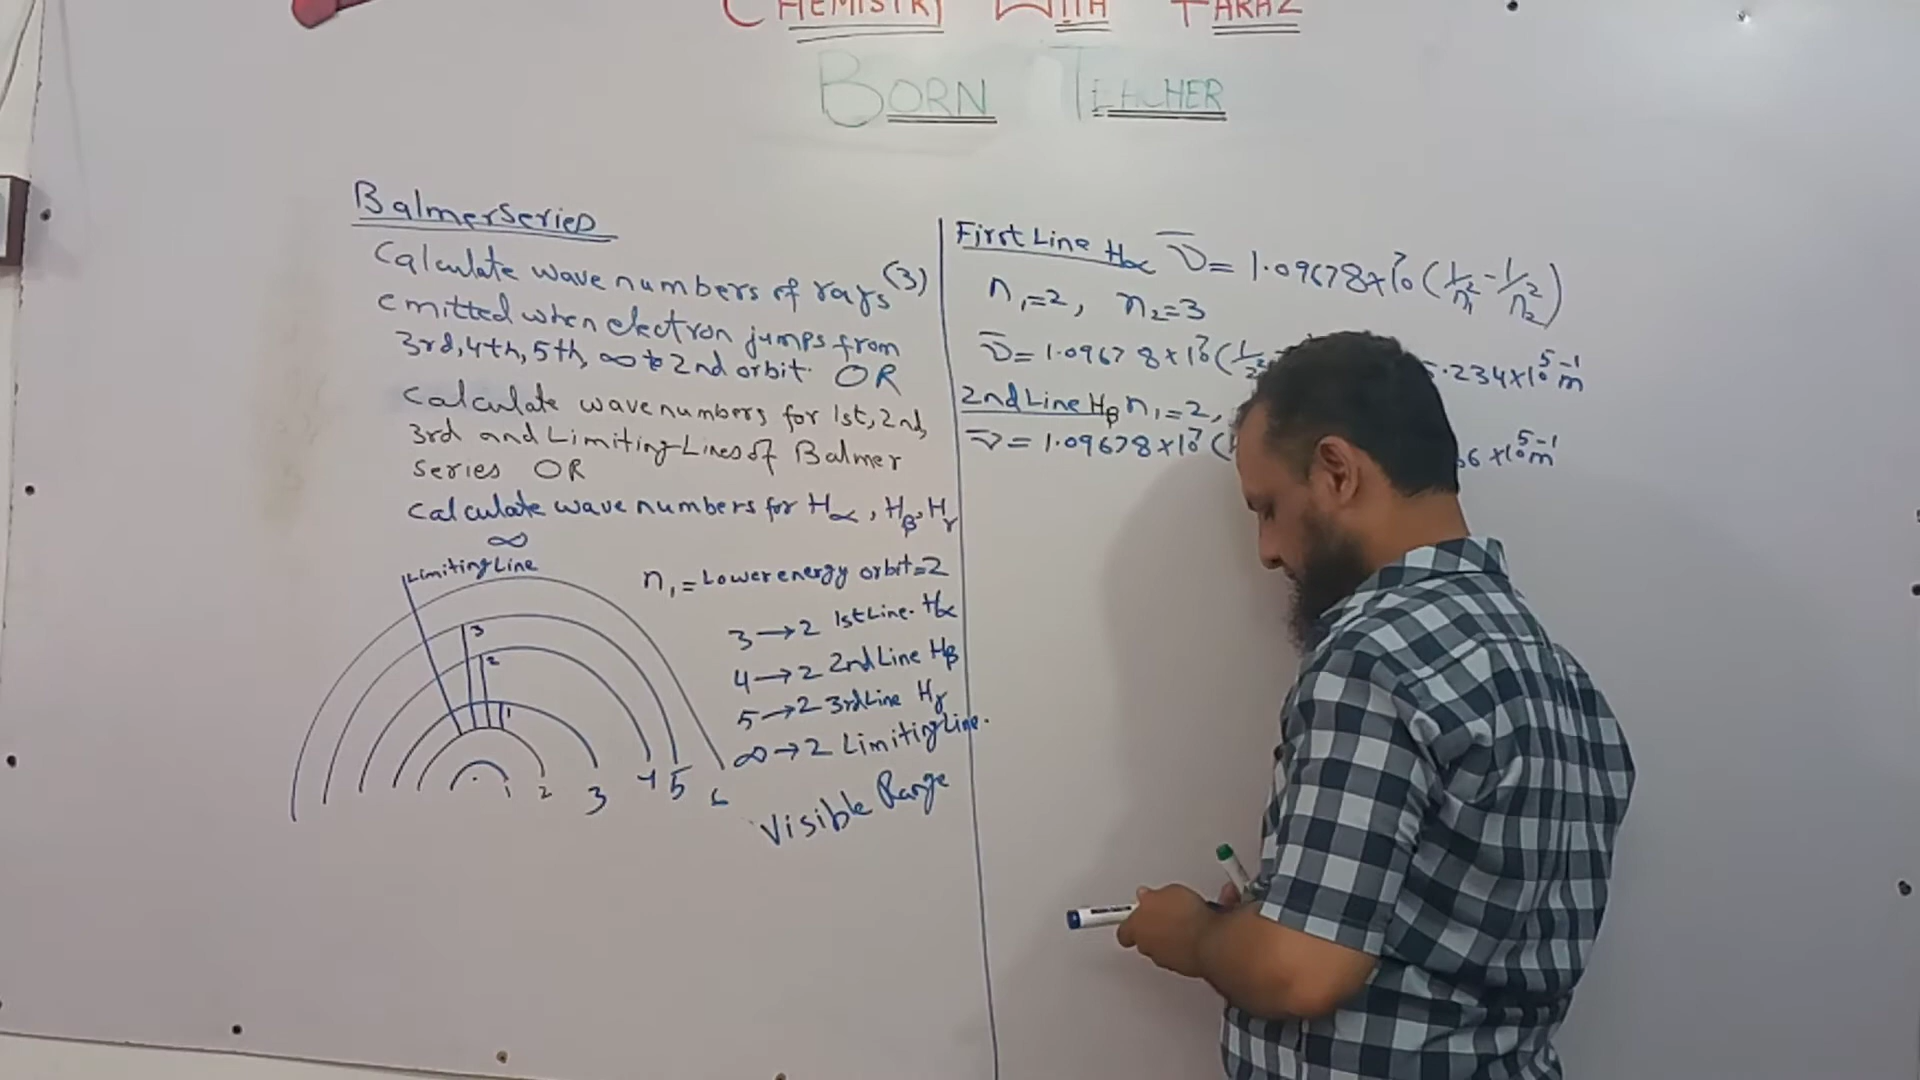 CHEMISTRY WITH FARAZ
BORN TEACHER
Balmer Series
Calculate wave numbers of rays (3)
emitted when electron jumps from
3rd, 4th, 5th, ∞ to 2nd orbit. OR
Calculate wave numbers for 1st, 2nd,
3rd and Limiting Lines of Balmer
Series OR
Calculate wave numbers for Hα, Hβ, Hγ
∞
Limiting Line
3
2
1
1 2 3 4 5 6
n₁ = Lower energy orbit = 2
3 → 2 1st Line. Hα
4 → 2 2nd Line Hβ
5 → 2 3rd Line Hγ
∞ → 2 Limiting Line.
Visible Range
First Line Hα ν̄ = 1.09678 × 10⁷ (1/n₁² - 1/n₂²)
n₁ = 2, n₂ = 3
ν̄ = 1.09678 × 10⁷ (1/2² .234 × 10⁵ m⁻¹
2nd Line Hβ n₁ = 2,
ν̄ = 1.09678 × 10⁷ ( 6 × 10⁵ m⁻¹